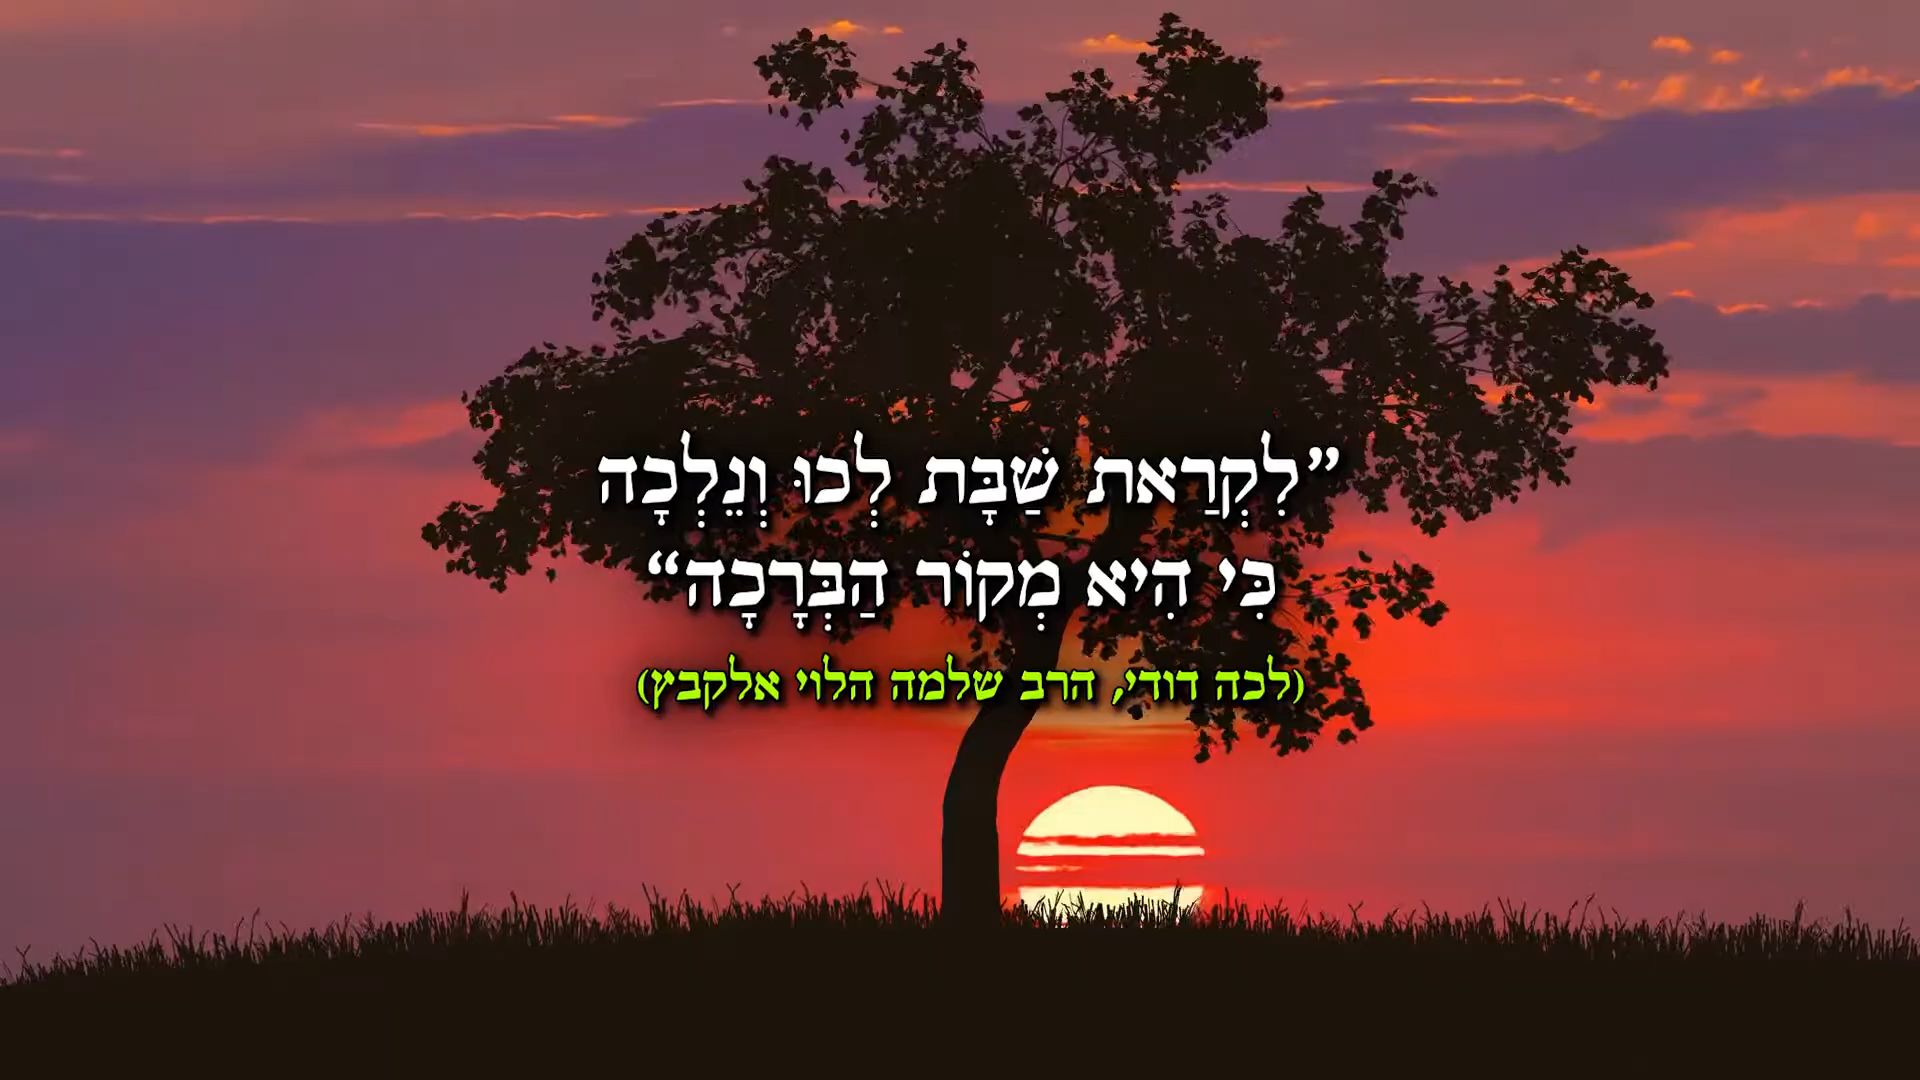 "לִקְרַאת שַׁבָּת לְכוּ וְנֵלְכָה
כִּי הִיא מְקוֹר הַבְּרָכָה"
(לכה דודי, הרב שלמה הלוי אלקבץ)